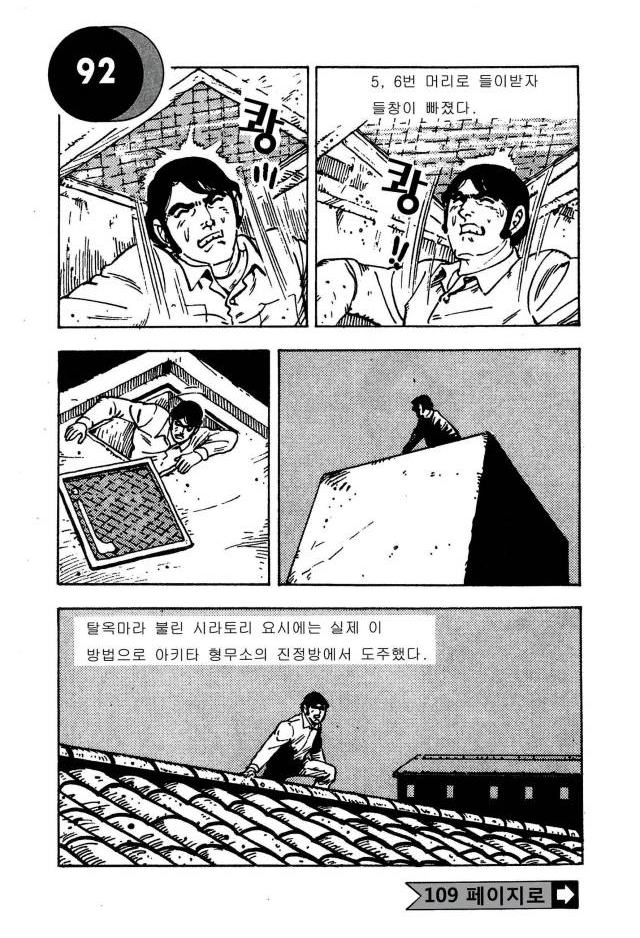 92
쾅
5, 6번 머리로 들이받자
들창이 빠졌다.
쾅
!!
탈옥마라 불린 시라토리 요시에는 실제 이
방법으로 아키타 형무소의 진정방에서 도주했다.
109 페이지로